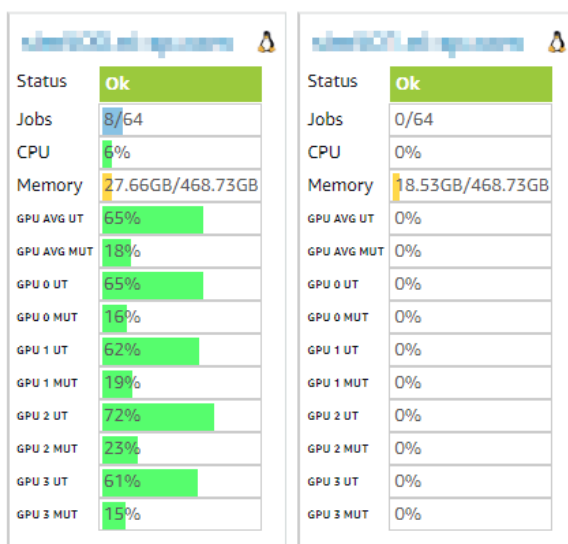 Status Ok
Jobs 8/64
CPU 6%
Memory 27.66GB/468.73GB
GPU AVG UT 65%
GPU AVG MUT 18%
GPU 0 UT 65%
GPU 0 MUT 16%
GPU 1 UT 62%
GPU 1 MUT 19%
GPU 2 UT 72%
GPU 2 MUT 23%
GPU 3 UT 61%
GPU 3 MUT 15%
Status Ok
Jobs 0/64
CPU 0%
Memory 18.53GB/468.73GB
GPU AVG UT 0%
GPU AVG MUT 0%
GPU 0 UT 0%
GPU 0 MUT 0%
GPU 1 UT 0%
GPU 1 MUT 0%
GPU 2 UT 0%
GPU 2 MUT 0%
GPU 3 UT 0%
GPU 3 MUT 0%